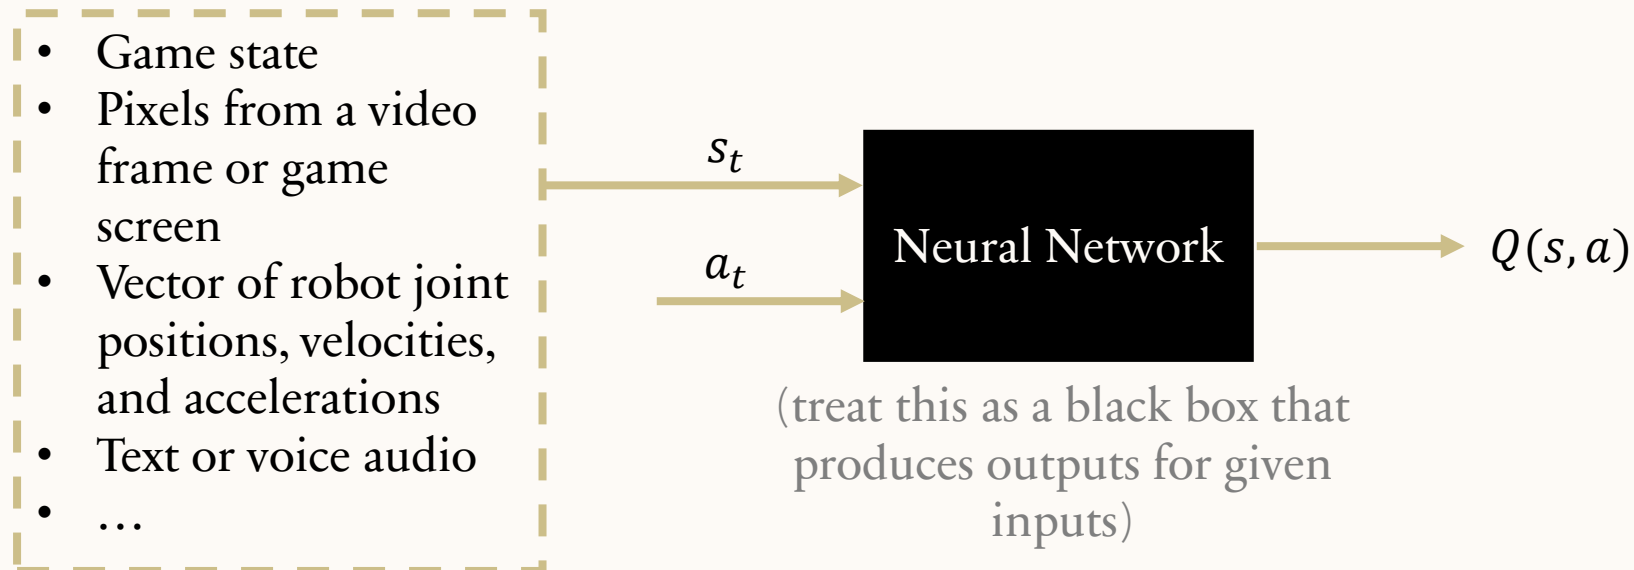 • Game state
• Pixels from a video
frame or game
screen
• Vector of robot joint
positions, velocities,
and accelerations
• Text or voice audio
• …
s_t
a_t
Neural Network
Q(s, a)
(treat this as a black box that
produces outputs for given
inputs)